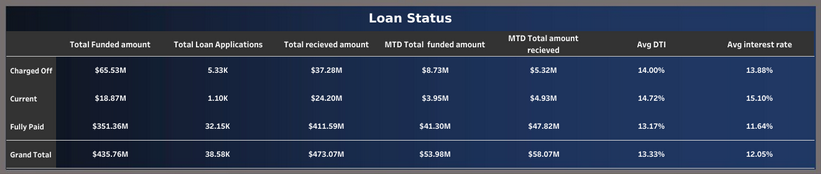 Loan Status
Total Funded amount Total Loan Applications Total recieved amount MTD Total funded amount MTD Total amount recieved Avg DTI Avg interest rate
Charged Off $65.53M 5.33K $37.28M $8.73M $5.32M 14.00% 13.88%
Current $18.87M 1.10K $24.20M $3.95M $4.93M 14.72% 15.10%
Fully Paid $351.36M 32.15K $411.59M $41.30M $47.82M 13.17% 11.64%
Grand Total $435.76M 38.58K $473.07M $53.98M $58.07M 13.33% 12.05%